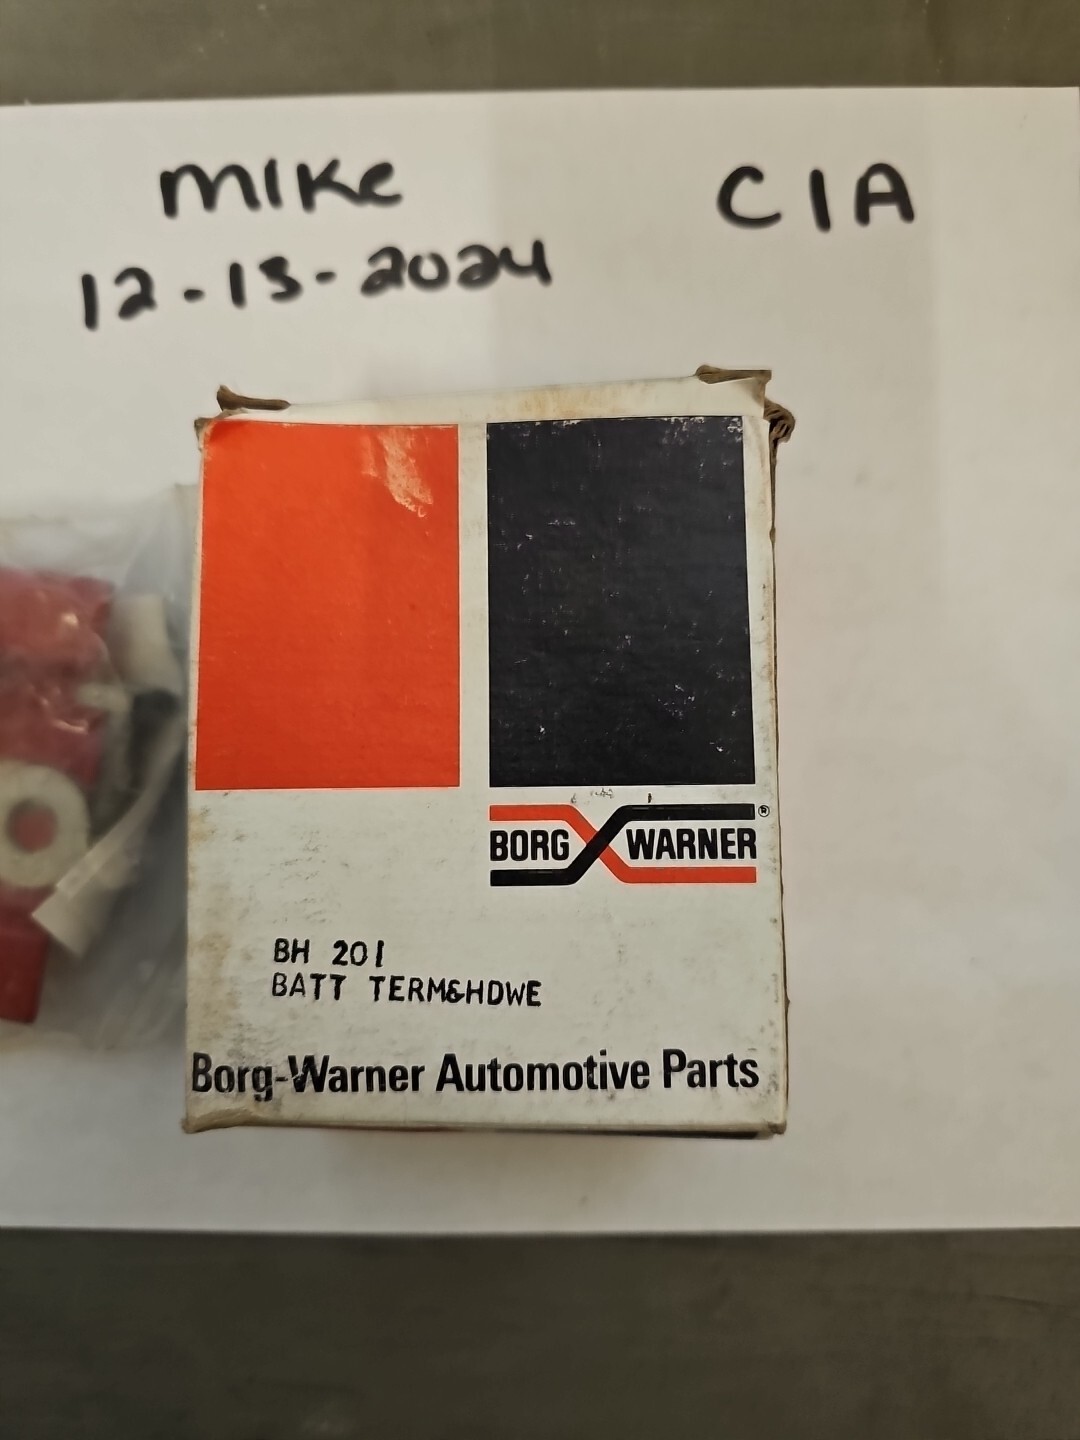 MIKe
CIA
12-13-2024
BORG WARNER®
BH 201
BATT TERM&HDWE
Borg-Warner Automotive Parts